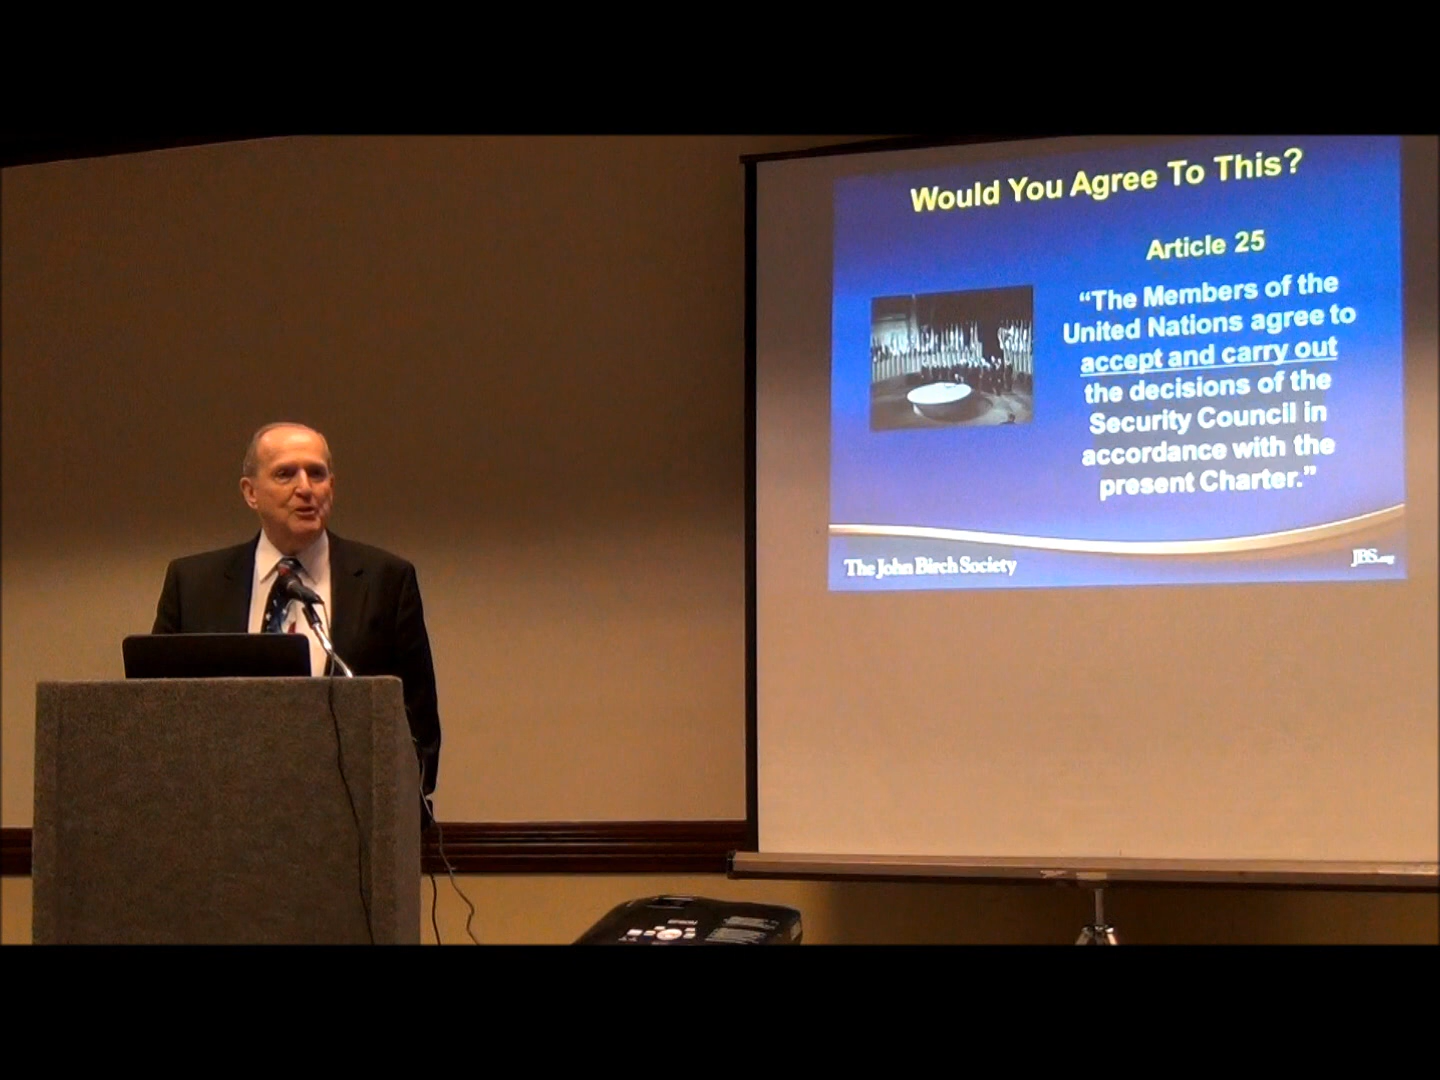 Would You Agree To This?
Article 25
“The Members of the
United Nations agree to
accept and carry out
the decisions of the
Security Council in
accordance with the
present Charter.”
The John Birch Society
JBS.org